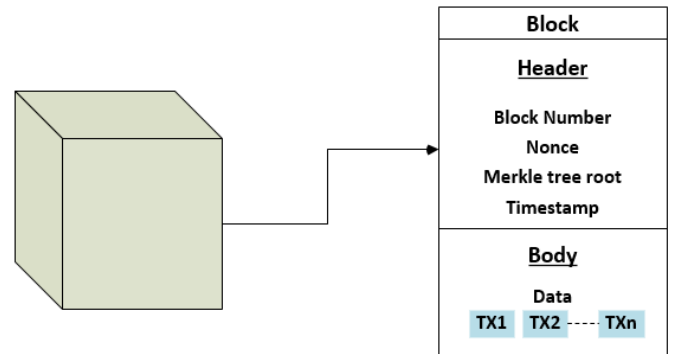 Block
Header
Block Number
Nonce
Merkle tree root
Timestamp
Body
Data
TX1 TX2 TXn